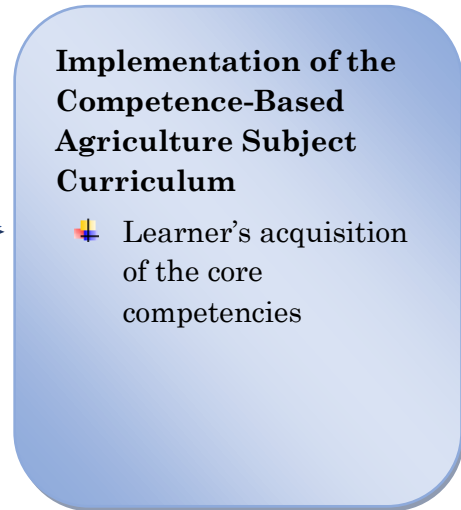 Implementation of the
Competence-Based
Agriculture Subject
Curriculum
Learner’s acquisition
of the core
competencies